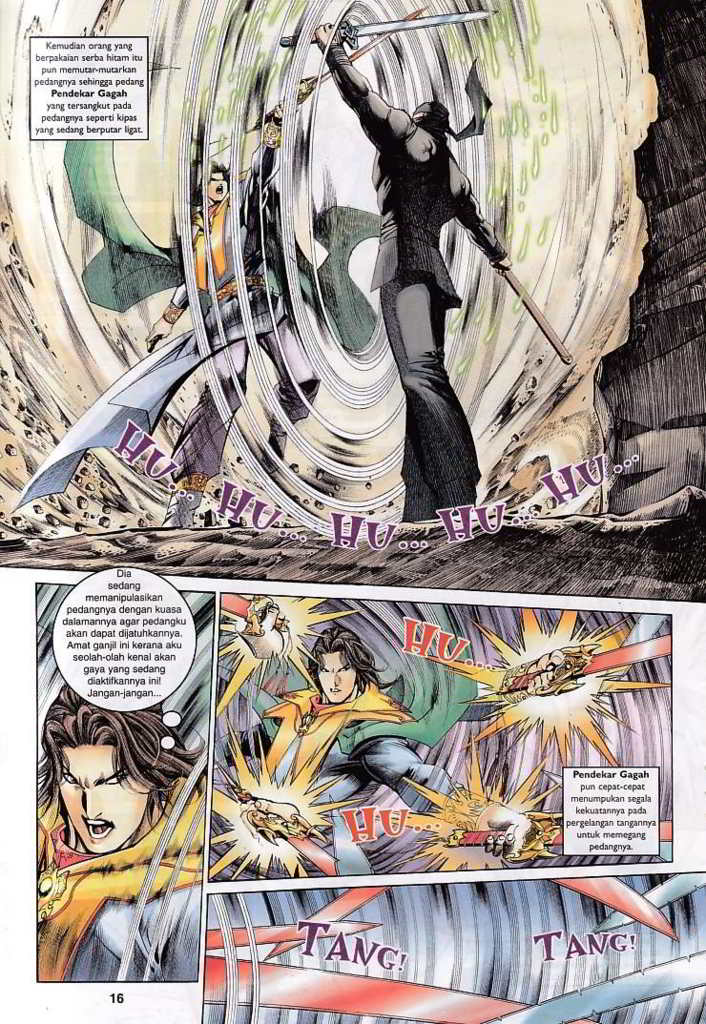 Kemudian orang yang
berpakaian serba hitam itu
pun memutar-mutarkan
pedangnya sehingga pedang
Pendekar Gagah
yang tersangkut pada
pedangnya seperti kipas
yang sedang berputar ligat.
HU... HU... HU... HU... HU...
Dia
sedang
memanipulasikan
pedangnya dengan kuasa
dalamannya agar pedangku
akan dapat dijatuhkannya.
Amat ganjil ini kerana aku
seolah-olah kenal akan
gaya yang sedang
diaktifkannya ini!
Jangan-jangan...
HU...
HU...
Pendekar Gagah
pun cepat-cepat
menumpukan segala
kekuatannya pada
pergelangan tangannya
untuk memegang
pedangnya.
TANG!
TANG!
16